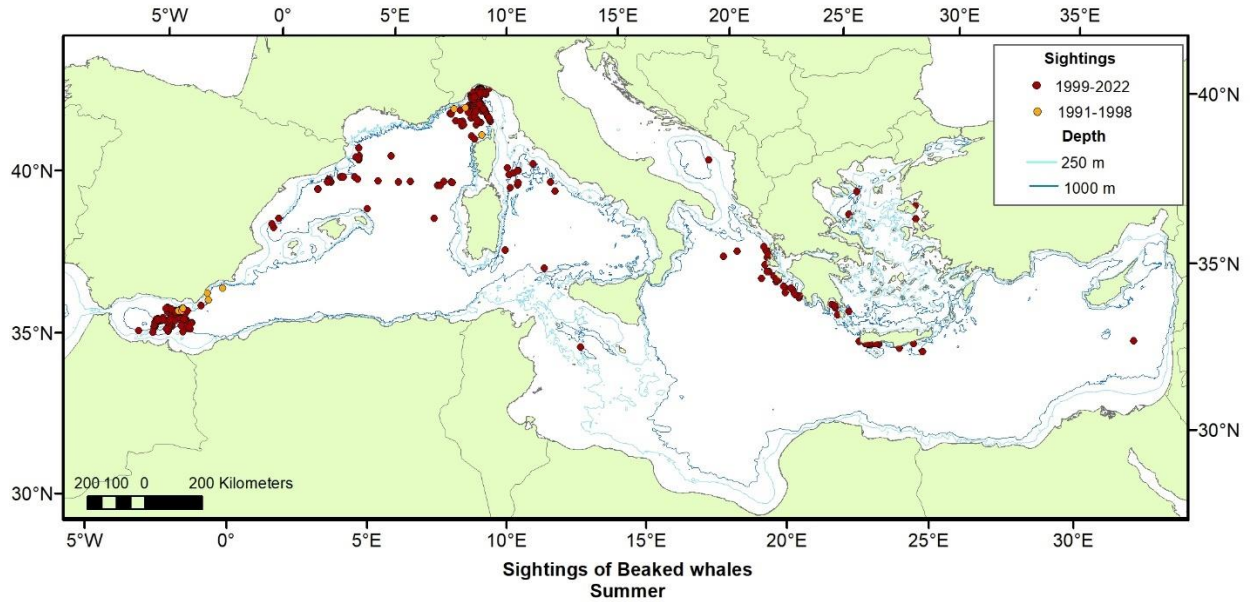 5°W 0° 5°E 10°E 15°E 20°E 25°E 30°E 35°E
Sightings
1999-2022
1991-1998
Depth
250 m
1000 m
40°N
40°N
35°N
35°N
30°N
30°N
200 100 0 200 Kilometers
5°W 0° 5°E 10°E 15°E 20°E 25°E 30°E
Sightings of Beaked whales
Summer